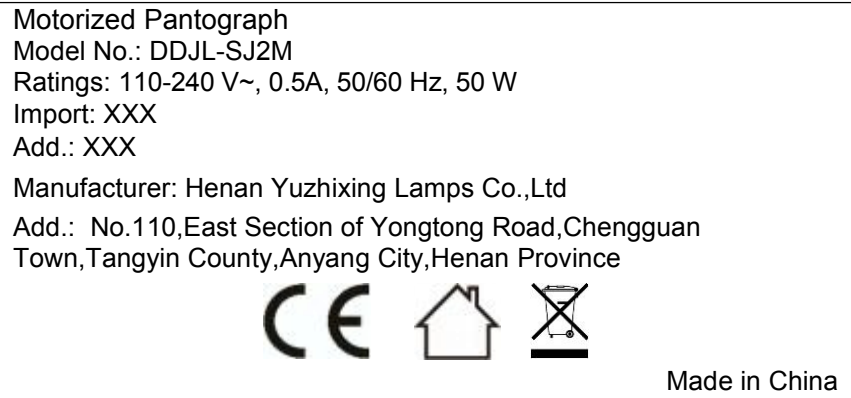 Motorized Pantograph
Model No.: DDJL-SJ2M
Ratings: 110-240 V~, 0.5A, 50/60 Hz, 50 W
Import: XXX
Add.: XXX
Manufacturer: Henan Yuzhixing Lamps Co.,Ltd
Add.:  No.110,East Section of Yongtong Road,Chengguan
Town,Tangyin County,Anyang City,Henan Province
CE
Made in China